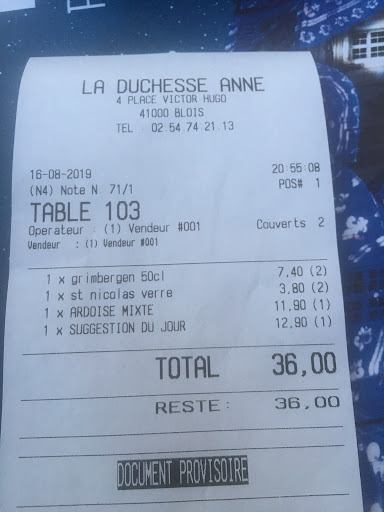 LA DUCHESSE ANNE
4 PLACE VICTOR HUGO
41000 BLOIS
TEL : 02.54.74.21.13
16-08-2019 20:55:08
(N4) Note N. 71/1 POS# 1
TABLE 103
Operateur : (1) Vendeur #001 Couverts 2
Vendeur : (1) Vendeur #001
1 x grimbergen 50cl 7,40 (2)
1 x st nicolas verre 3,80 (2)
1 x ARDOISE MIXTE 11,90 (1)
1 x SUGGESTION DU JOUR 12,90 (1)
TOTAL 36,00
RESTE: 36,00
DOCUMENT PROVISOIRE